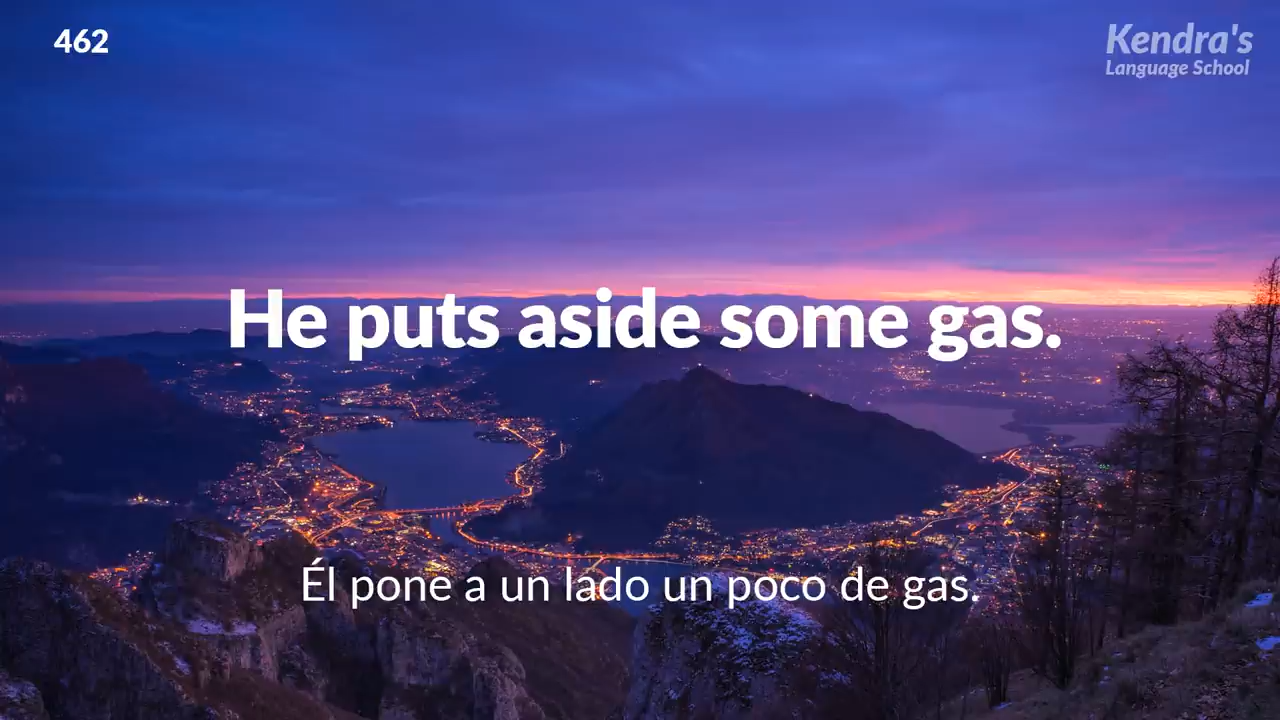 462
Kendra's
Language School
He puts aside some gas.
Él pone a un lado un poco de gas.